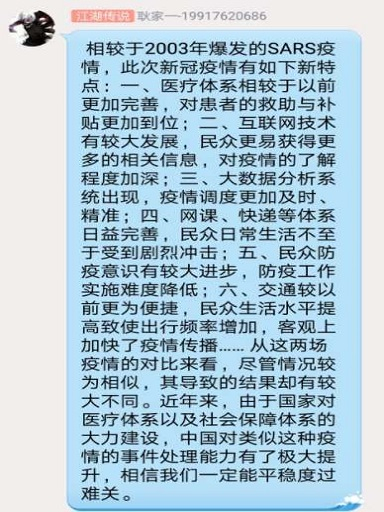 江湖传说 耿家一-19917620686
相较于2003年爆发的SARS疫
情，此次新冠疫情有如下新特
点：一、医疗体系相较于以前
更加完善，对患者的救助与补
贴更加到位；二、互联网技术
有较大发展，民众更易获得更
多的相关信息，对疫情的了解
程度加深；三、大数据分析系
统出现，疫情调度更加及时、
精准；四、网课、快递等体系
日益完善，民众日常生活不至
于受到剧烈冲击；五、民众防
疫意识有较大进步，防疫工作
实施难度降低；六、交通较以
前更为便捷，民众生活水平提
高致使出行频率增加，客观上
加快了疫情传播…… 从这两场
疫情的对比来看，尽管情况较
为相似，其导致的结果却有较
大不同。近年来，由于国家对
医疗体系以及社会保障体系的
大力建设，中国对类似这种疫
情的事件处理能力有了极大提
升，相信我们一定能平稳度过
难关。